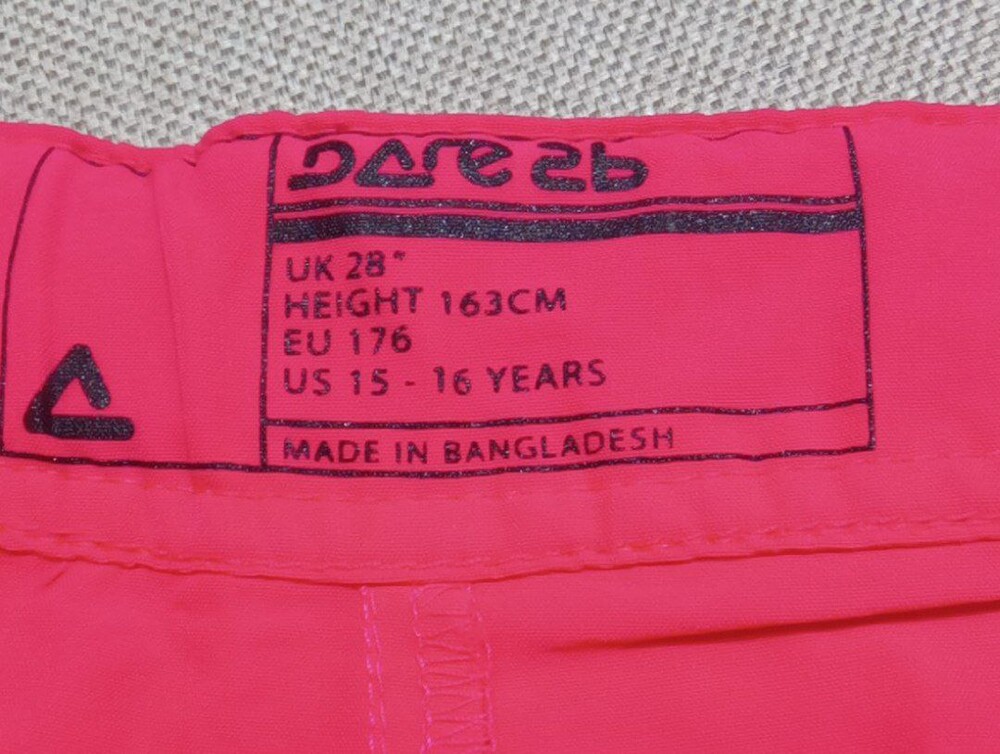 DARE 2b
UK 28"
HEIGHT 163CM
EU 176
US 15 - 16 YEARS
MADE IN BANGLADESH